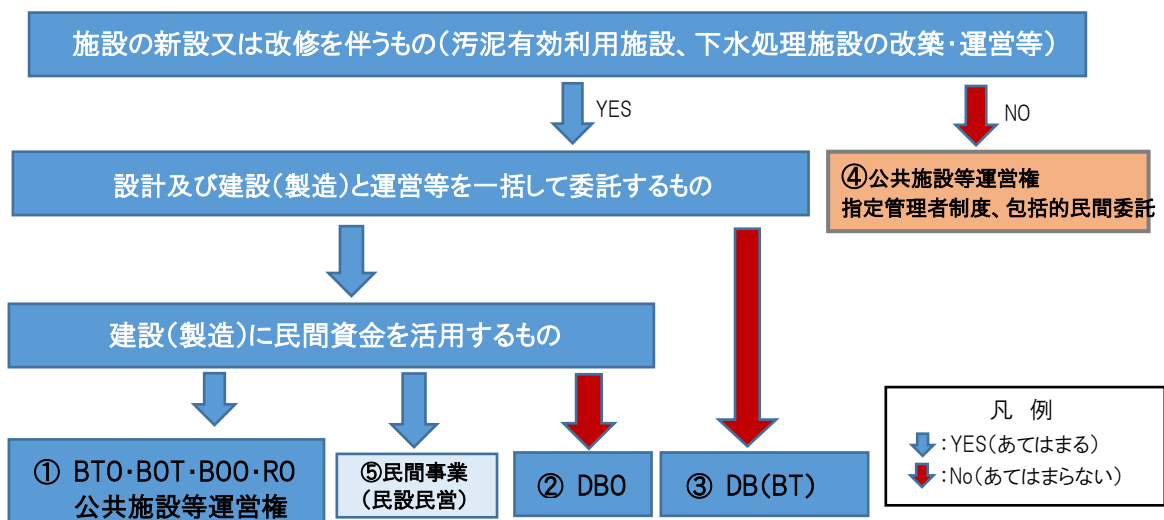 施設の新設又は改修を伴うもの(汚泥有効利用施設、下水処理施設の改築・運営等)
YES
NO
設計及び建設(製造)と運営等を一括して委託するもの
④公共施設等運営権
指定管理者制度、包括的民間委託
建設(製造)に民間資金を活用するもの
① BTO・BOT・BOO・RO
公共施設等運営権
⑤民間事業
(民設民営)
② DBO
③ DB(BT)
凡 例
:YES(あてはまる)
:No(あてはまらない)